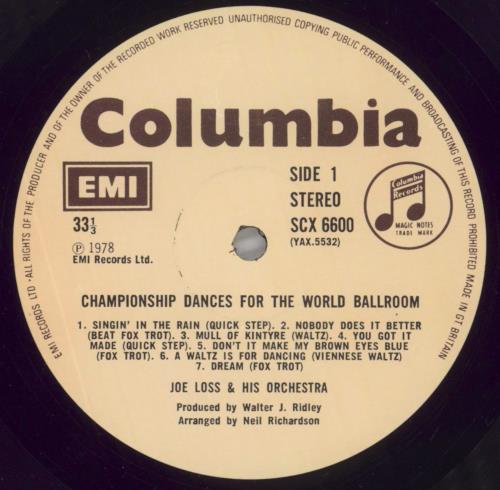 EMI RECORDS LTD · ALL RIGHTS OF THE PRODUCER AND OF THE OWNER OF THE RECORDED WORK RESERVED UNAUTHORISED COPYING PUBLIC PERFORMANCE AND BROADCASTING OF THIS RECORD PROHIBITED MADE IN GT BRITAIN
Columbia
EMI
SIDE 1
STEREO
SCX 6600
(YAX.5532)
Columbia
Records
MAGIC NOTES
TRADE MARK
33⅓
Ⓟ 1978
EMI Records Ltd.
CHAMPIONSHIP DANCES FOR THE WORLD BALLROOM
1. SINGIN' IN THE RAIN (QUICK STEP). 2. NOBODY DOES IT BETTER
(BEAT FOX TROT). 3. MULL OF KINTYRE (WALTZ). 4. YOU GOT IT
MADE (QUICK STEP). 5. DON'T IT MAKE MY BROWN EYES BLUE
(FOX TROT). 6. A WALTZ IS FOR DANCING (VIENNESE WALTZ)
7. DREAM (FOX TROT)
JOE LOSS & HIS ORCHESTRA
Produced by Walter J. Ridley
Arranged by Neil Richardson